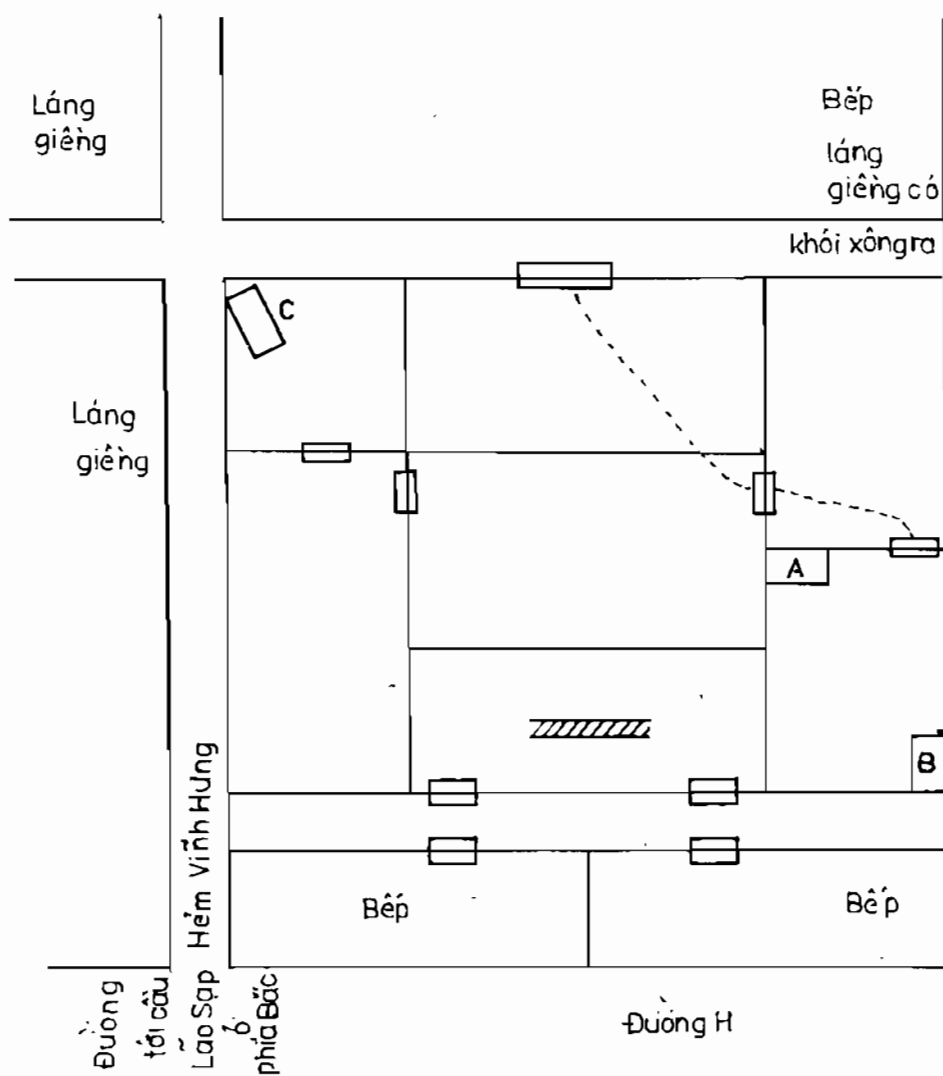 Láng
giềng
Bếp
láng
giềng có
khói xông ra
C
Láng
giềng
A
B
Hẻm Vĩnh Hưng
Bếp
Bếp
Đường
tới cầu
Lão Sạp
ở
phía Bắc
Đường H